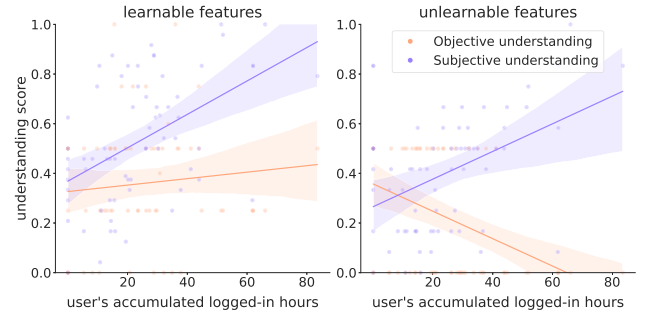 learnable features
unlearnable features
1.0
0.8
0.6
0.4
0.2
0.0
understanding score
20
40
60
80
user's accumulated logged-in hours
1.0
0.8
0.6
0.4
0.2
0.0
Objective understanding
Subjective understanding
20
40
60
80
user's accumulated logged-in hours